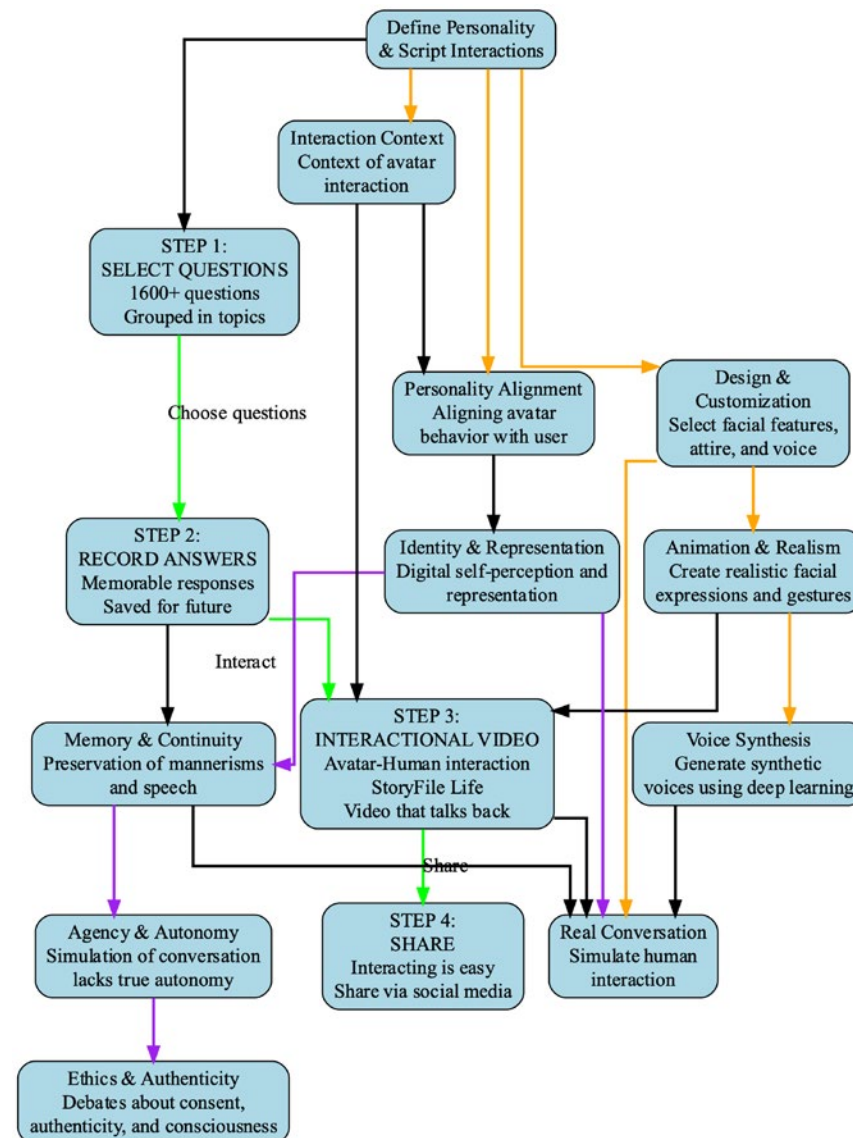 Define Personality
& Script Interactions
Interaction Context
Context of avatar
interaction
STEP 1:
SELECT QUESTIONS
1600+ questions
Grouped in topics
Choose questions
Personality Alignment
Aligning avatar
behavior with user
Design &
Customization
Select facial features,
attire, and voice
STEP 2:
RECORD ANSWERS
Memorable responses
Saved for future
Identity & Representation
Digital self-perception and
representation
Animation & Realism
Create realistic facial
expressions and gestures
Interact
Memory & Continuity
Preservation of mannerisms
and speech
STEP 3:
INTERACTIONAL VIDEO
Avatar-Human interaction
StoryFile Life
Video that talks back
Voice Synthesis
Generate synthetic
voices using deep learning
Share
Agency & Autonomy
Simulation of conversation
lacks true autonomy
STEP 4:
SHARE
Interacting is easy
Share via social media
Real Conversation
Simulate human
interaction
Ethics & Authenticity
Debates about consent,
authenticity, and consciousness